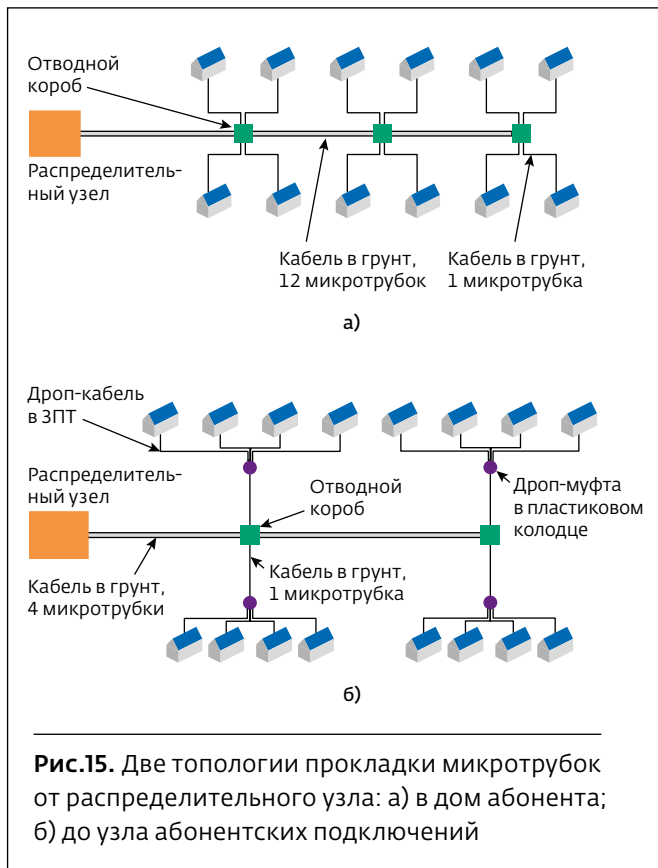 Отводной
короб
Распределитель-
ный узел
Кабель в грунт,
12 микротрубок
Кабель в грунт,
1 микротрубка
а)
Дроп-кабель
в ЗПТ
Распределитель-
ный узел
Отводной
короб
Дроп-муфта
в пластиковом
колодце
Кабель в грунт,
4 микротрубки
Кабель в грунт,
1 микротрубка
б)
Рис.15. Две топологии прокладки микротрубок
от распределительного узла: а) в дом абонента;
б) до узла абонентских подключений